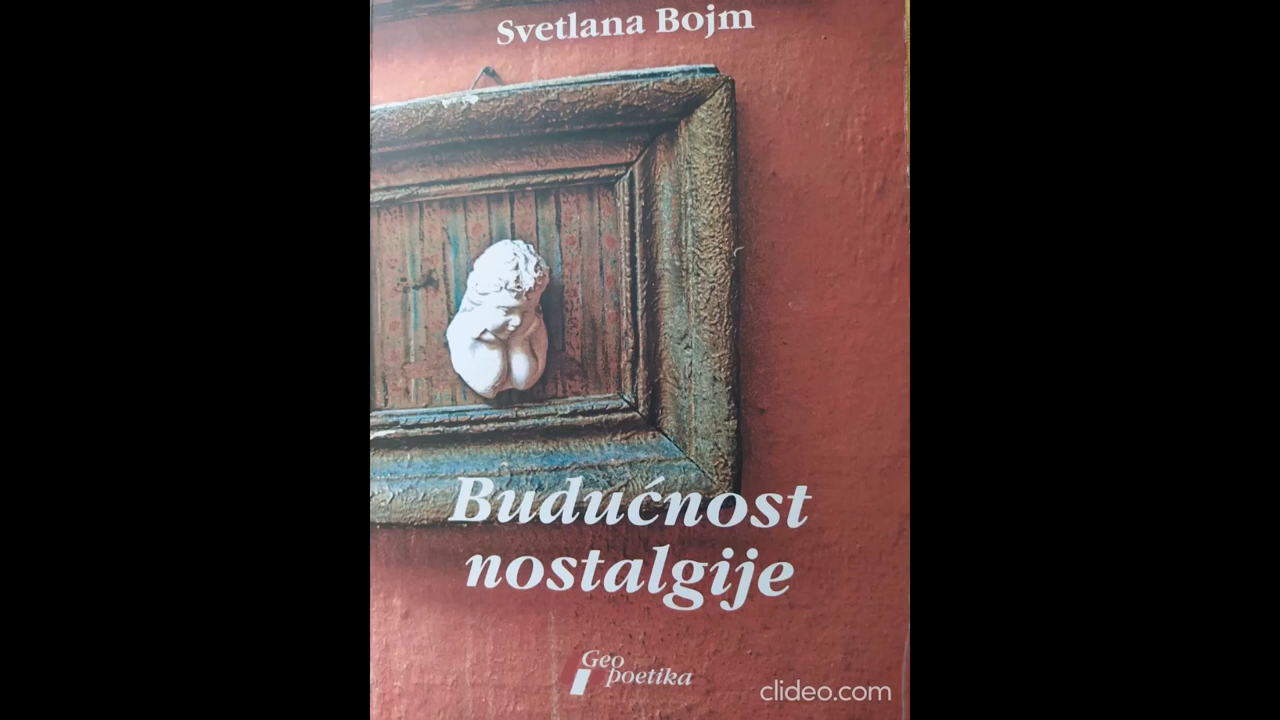 Svetlana Bojm
Budućnost
nostalgije
Geo
poetika
clideo.com